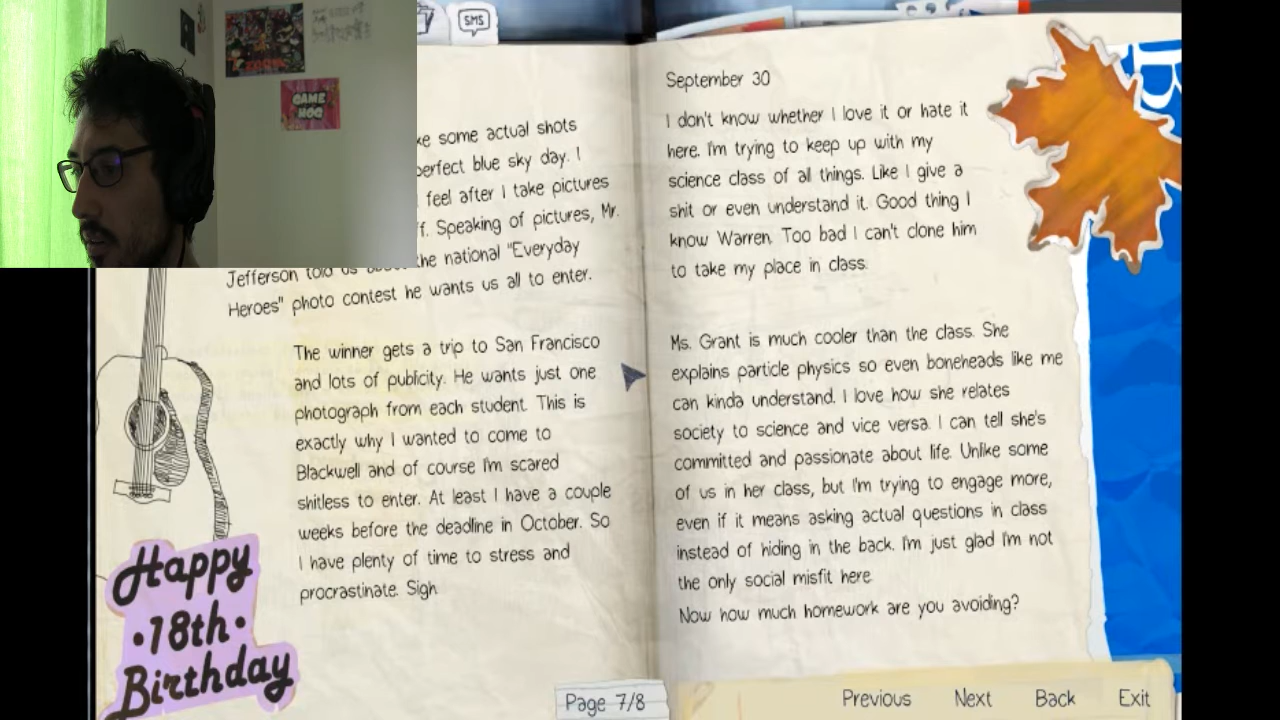 SMS
GAME
HOG
ke some actual shots
perfect blue sky day. I
feel after I take pictures
f. Speaking of pictures, Mr.
Jefferson told us about the national "Everyday
Heroes" photo contest he wants us all to enter.
The winner gets a trip to San Francisco
and lots of publicity. He wants just one
photograph from each student. This is
exactly why I wanted to come to
Blackwell and of course I'm scared
shitless to enter. At least I have a couple
weeks before the deadline in October. So
I have plenty of time to stress and
procrastinate. Sigh.
Happy
•18th•
Birthday
September 30
I don't know whether I love it or hate it
here. I'm trying to keep up with my
science class of all things. Like I give a
shit or even understand it. Good thing I
know Warren. Too bad I can't clone him
to take my place in class.
Ms. Grant is much cooler than the class. She
explains particle physics so even boneheads like me
can kinda understand. I love how she relates
society to science and vice versa. I can tell she's
committed and passionate about life. Unlike some
of us in her class, but I'm trying to engage more,
even if it means asking actual questions in class
instead of hiding in the back. I'm just glad I'm not
the only social misfit here.
Now how much homework are you avoiding?
Page 7/8
Previous Next Back Exit